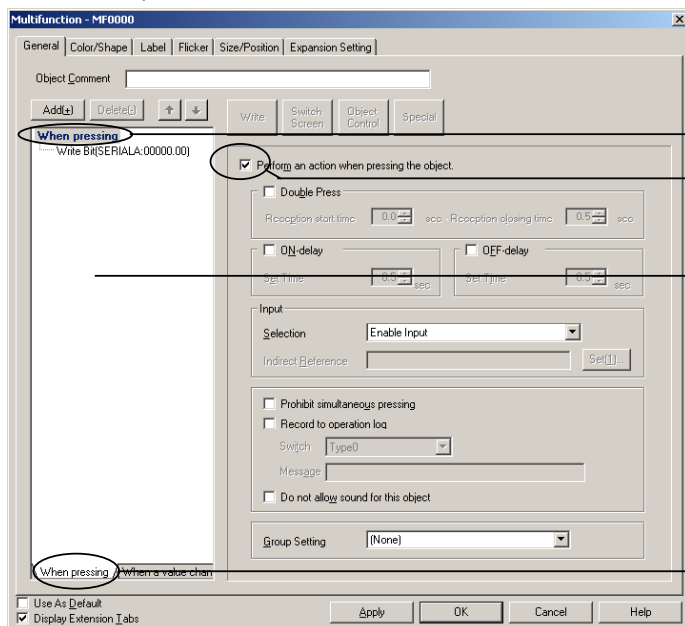 Multifunction - MF0000
General Color/Shape Label Flicker Size/Position Expansion Setting
Object Comment
Add(+) Delete(-) Write Switch Screen Object Control Special
When pressing
Write Bit(SERIALA:00000.00)
Perform an action when pressing the object.
Double Press
Reception start time 0.0 sec Reception closing time 0.5 sec
ON-delay OFF-delay
Set Time 0.5 sec Set Time 0.5 sec
Input
Selection Enable Input
Indirect Reference Set(1)...
Prohibit simultaneous pressing
Record to operation log
Switch Type0
Message
Do not allow sound for this object
Group Setting (None)
When pressing When a value chan
Use As Default
Display Extension Tabs
Apply OK Cancel Help